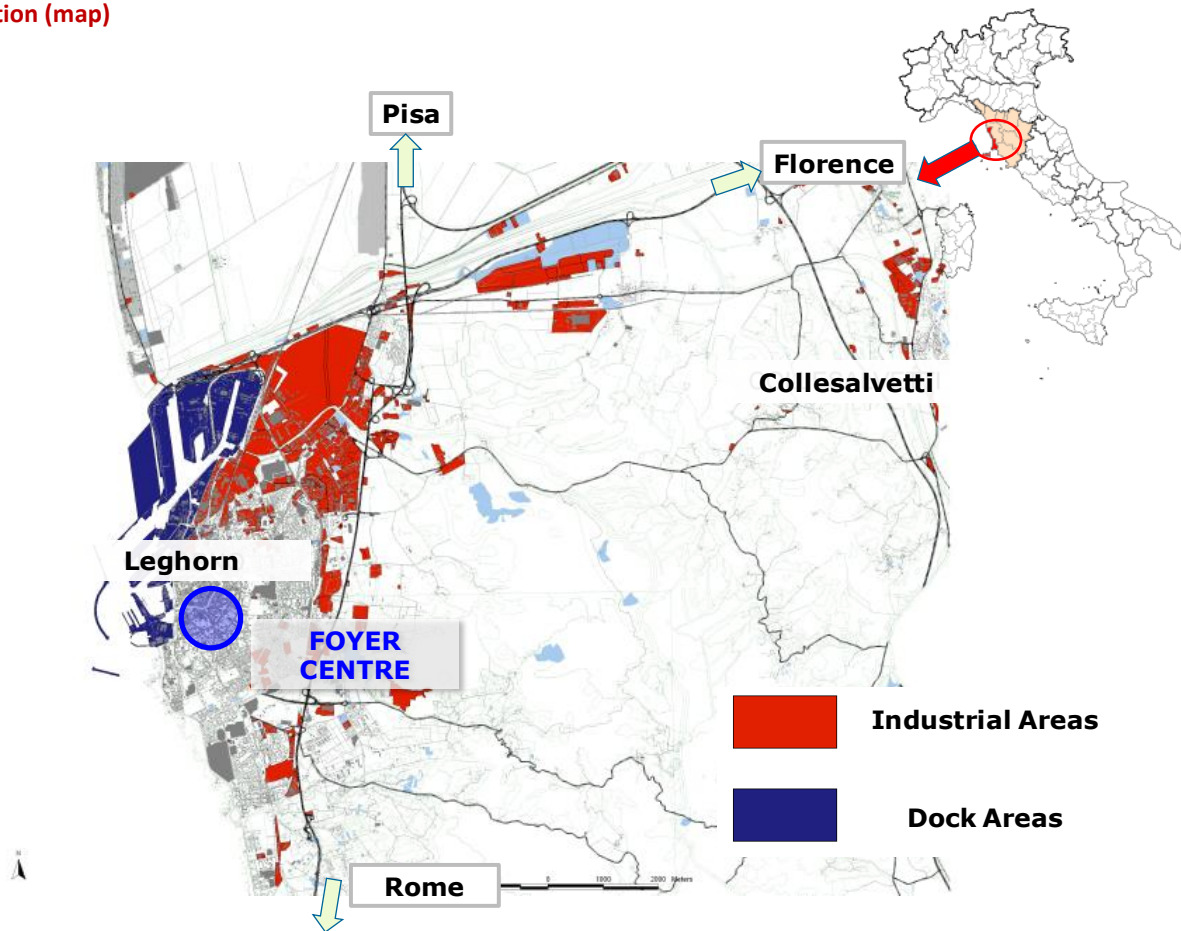 tion (map)
Pisa
Florence
Collesalvetti
Leghorn
FOYER
CENTRE
Industrial Areas
Dock Areas
Rome
0 1000 2000 Meters
N